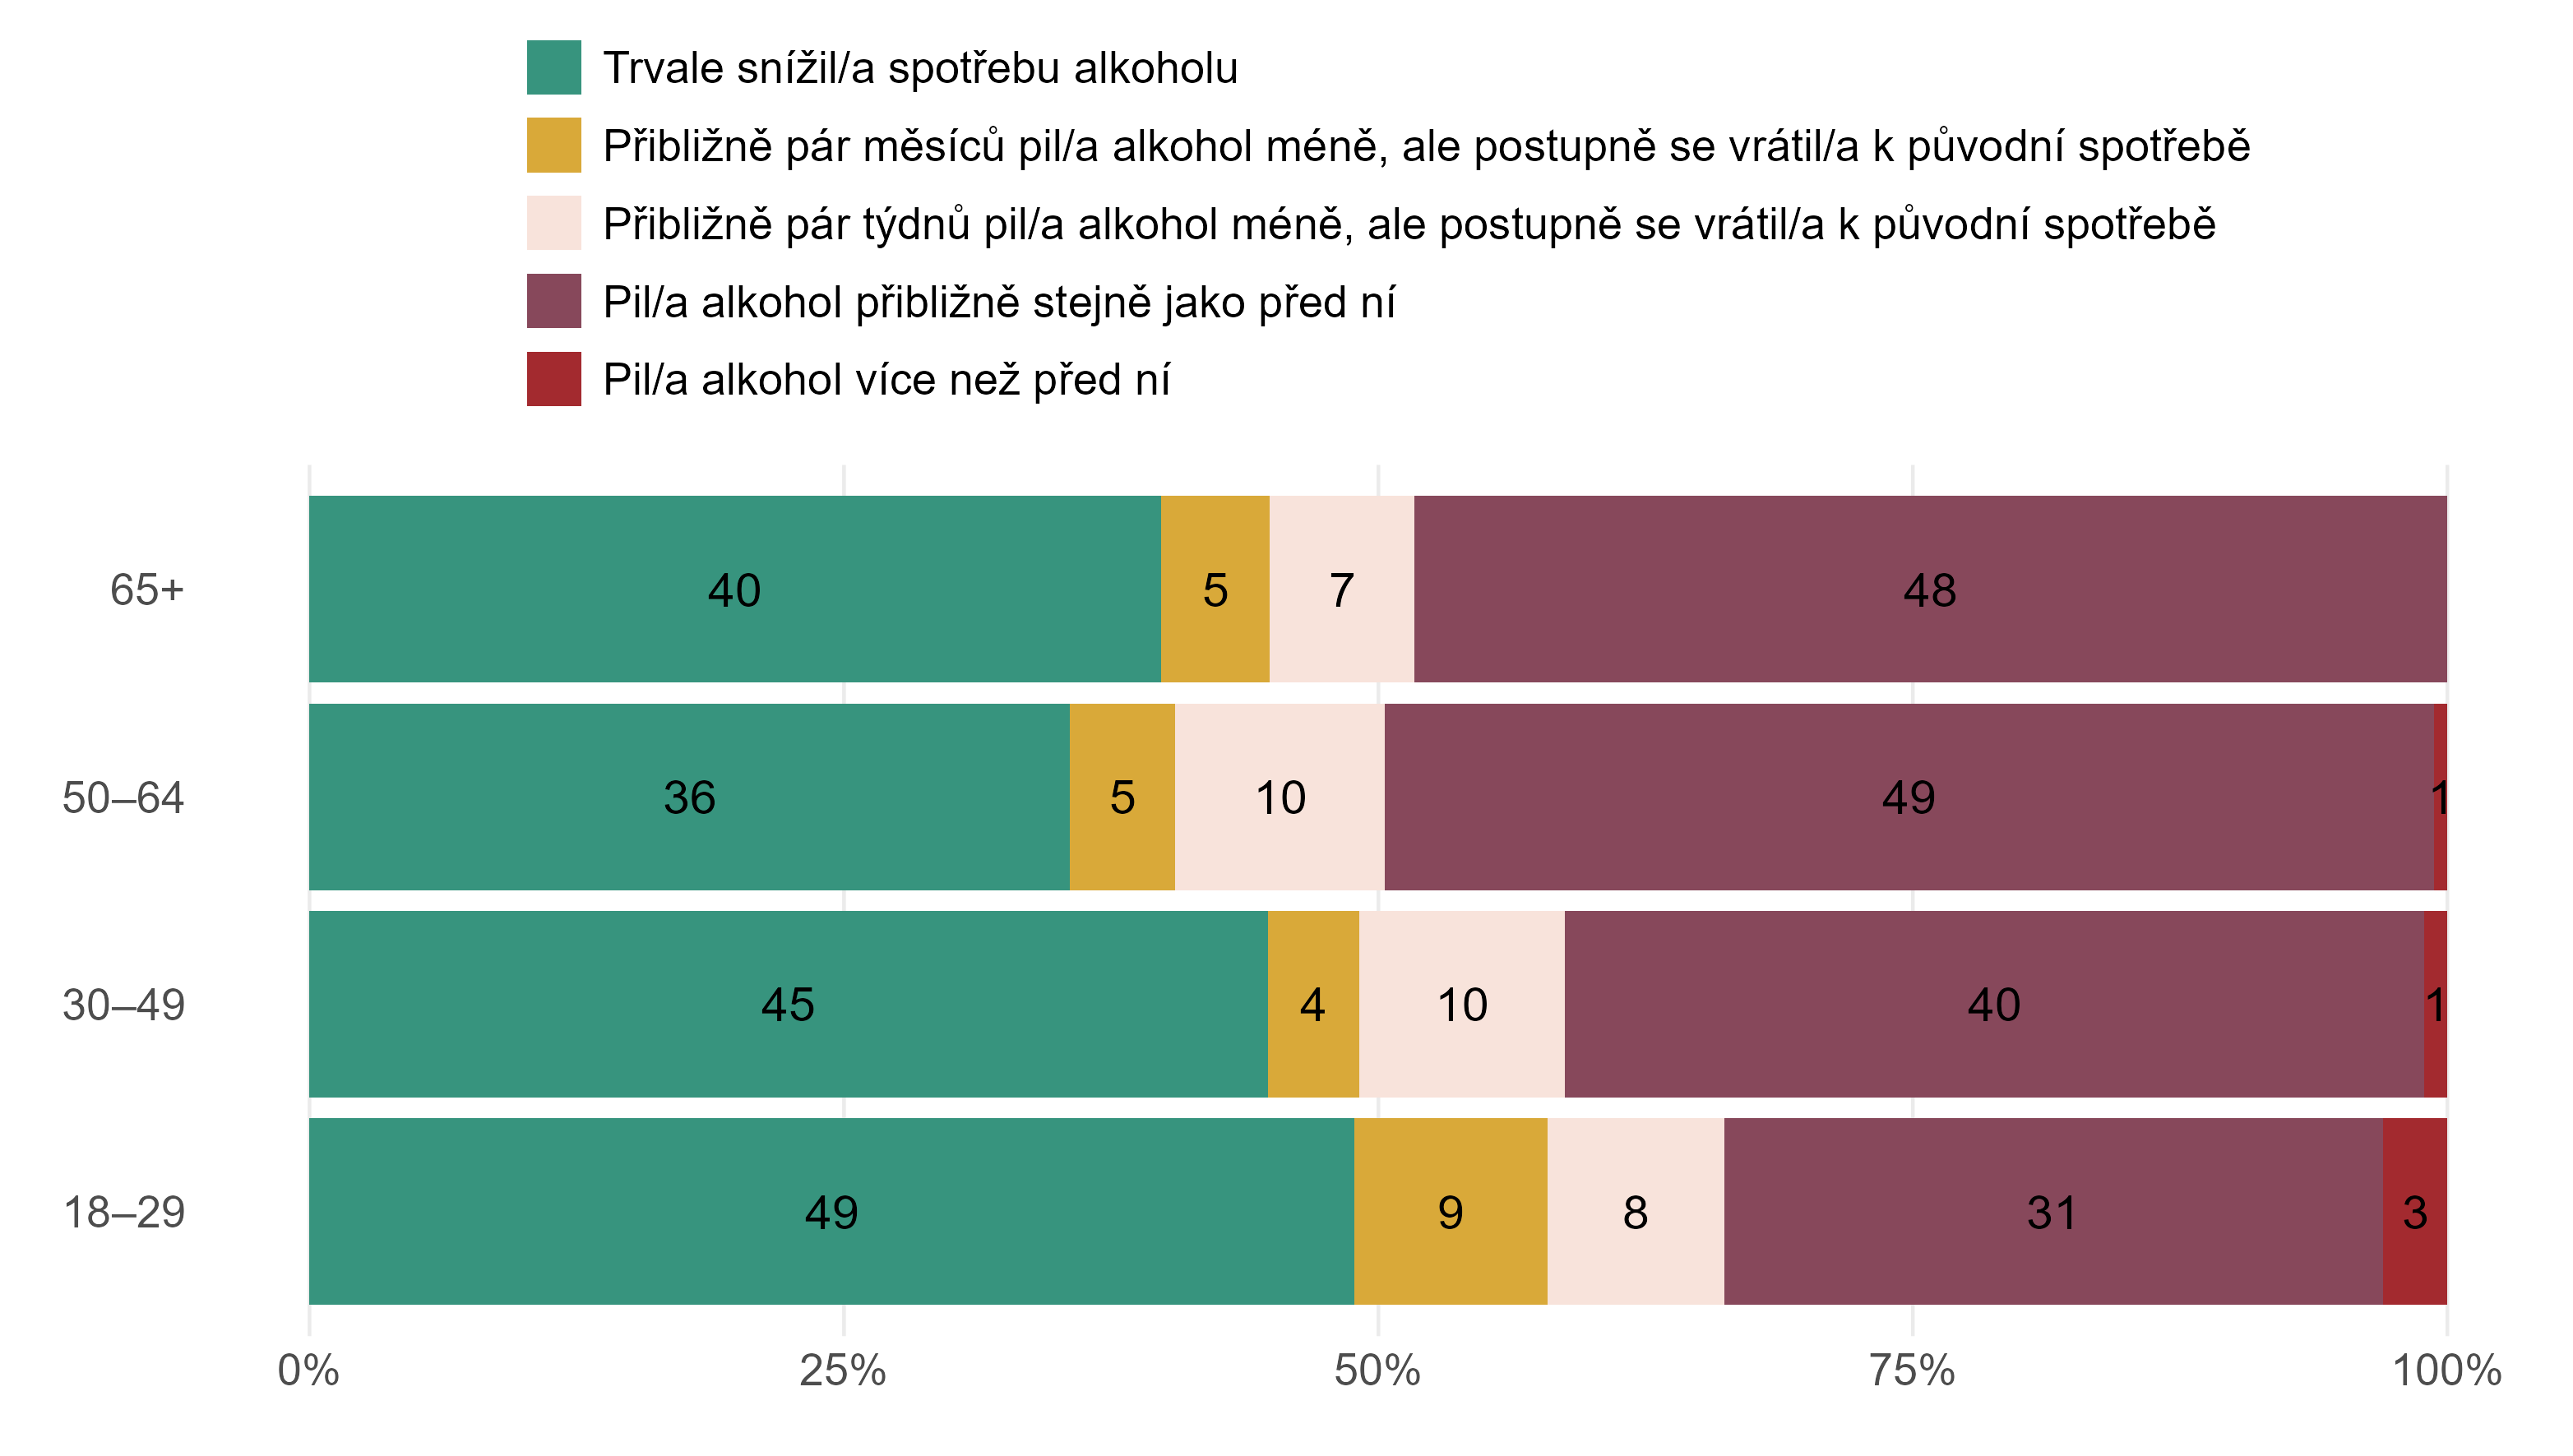 Trvale snížil/a spotřebu alkoholu
Přibližně pár měsíců pil/a alkohol méně, ale postupně se vrátil/a k původní spotřebě
Přibližně pár týdnů pil/a alkohol méně, ale postupně se vrátil/a k původní spotřebě
Pil/a alkohol přibližně stejně jako před ní
Pil/a alkohol více než před ní
65+ 40 5 7 48
50–64 36 5 10 49 1
30–49 45 4 10 40 1
18–29 49 9 8 31 3
0% 25% 50% 75% 100%